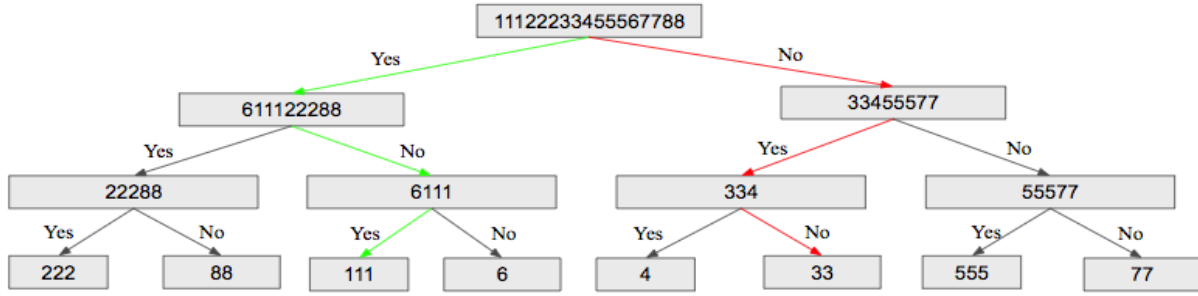 11122233455567788
Yes No
611122288 33455577
Yes No Yes No
22288 6111 334 55577
Yes No Yes No Yes No Yes No
222 88 111 6 4 33 555 77